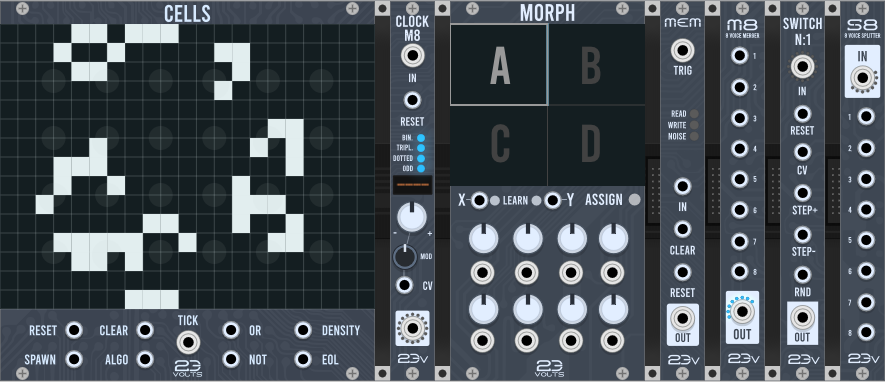 CELLS
RESET
CLEAR
TICK
OR
DENSITY
SPAWN
ALGO
NOT
EOL
23
VOLTS
CLOCK
M8
IN
RESET
BIN.
TRIPL.
DOTTED
ODD
- +
MOD
CV
23V
MORPH
A B
C D
X LEARN Y ASSIGN
23
VOLTS
MEM
TRIG
READ
WRITE
NOISE
IN
CLEAR
RESET
OUT
23V
M8
8 VOICE MERGER
1
2
3
4
5
6
7
8
OUT
23V
SWITCH
N:1
IN
RESET
CV
STEP+
STEP-
RND
OUT
23V
S8
8 VOICE SPLITTER
IN
1
2
3
4
5
6
7
8
23V